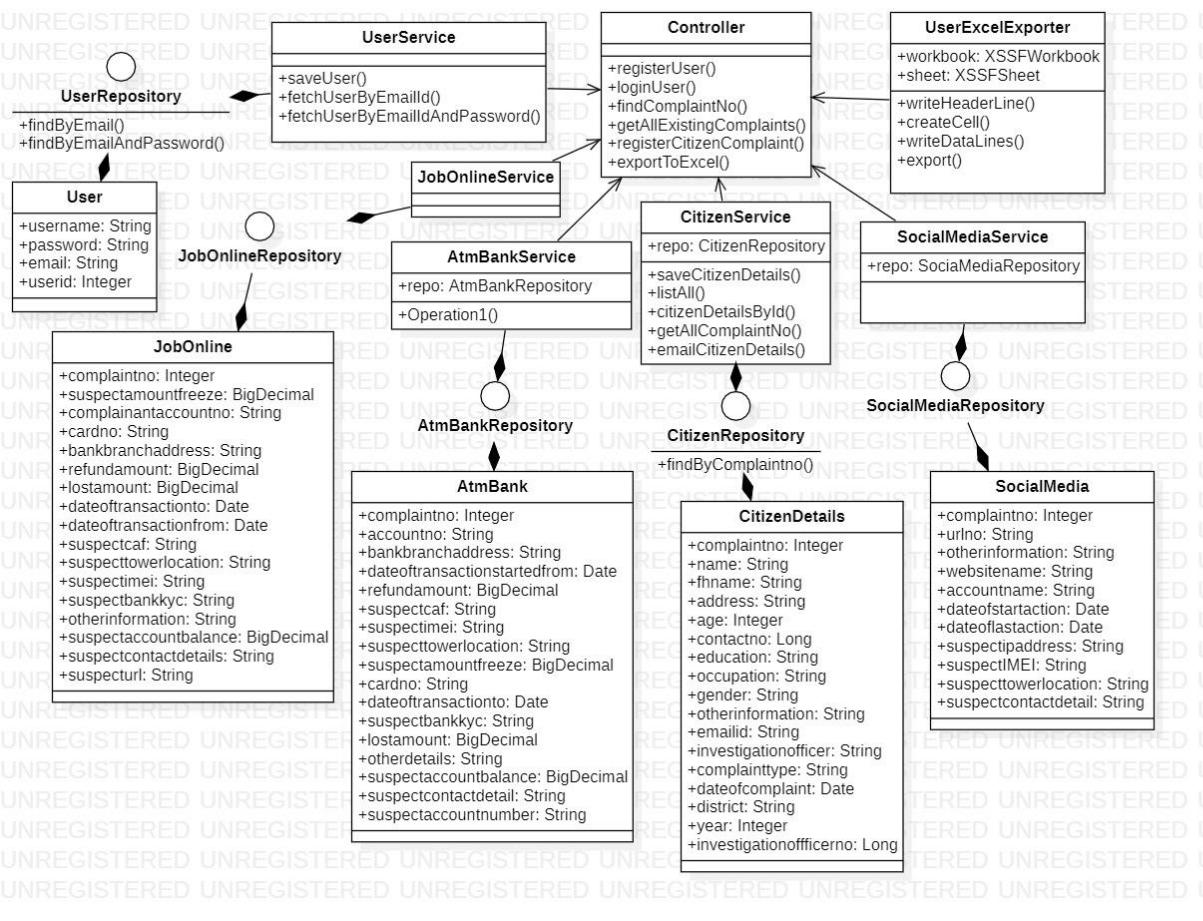 UserRepository
+findByEmail()
+findByEmailAndPassword()
User
+username: String
+password: String
+email: String
+userid: Integer
UserService
+saveUser()
+fetchUserByEmailId()
+fetchUserByEmailIdAndPassword()
Controller
+registerUser()
+loginUser()
+findComplaintNo()
+getAllExistingComplaints()
+registerCitizenComplaint()
+exportToExcel()
UserExcelExporter
+workbook: XSSFWorkbook
+sheet: XSSFSheet
+writeHeaderLine()
+createCell()
+writeDataLines()
+export()
JobOnlineService
JobOnlineRepository
JobOnline
+complaintno: Integer
+suspectamountfreeze: BigDecimal
+complainantaccountno: String
+cardno: String
+bankbranchaddress: String
+refundamount: BigDecimal
+lostamount: BigDecimal
+dateoftransactionto: Date
+dateoftransactionfrom: Date
+suspectcaf: String
+suspecttowerlocation: String
+suspectimei: String
+suspectbankkyc: String
+otherinformation: String
+suspectaccountbalance: BigDecimal
+suspectcontactdetails: String
+suspecturl: String
AtmBankService
+repo: AtmBankRepository
+Operation1()
AtmBankRepository
AtmBank
+complaintno: Integer
+accountno: String
+bankbranchaddress: String
+dateoftransactionstartedfrom: Date
+refundamount: BigDecimal
+suspectcaf: String
+suspectimei: String
+suspecttowerlocation: String
+suspectamountfreeze: BigDecimal
+cardno: String
+dateoftransactionto: Date
+suspectbankkyc: String
+lostamount: BigDecimal
+otherdetails: String
+suspectaccountbalance: BigDecimal
+suspectcontactdetail: String
+suspectaccountnumber: String
CitizenService
+repo: CitizenRepository
+saveCitizenDetails()
+listAll()
+citizenDetailsById()
+getAllComplaintNo()
+emailCitizenDetails()
CitizenRepository
+findByComplaintno()
CitizenDetails
+complaintno: Integer
+name: String
+fhname: String
+address: String
+age: Integer
+contactno: Long
+education: String
+occupation: String
+gender: String
+otherinformation: String
+emailid: String
+investigationofficer: String
+complainttype: String
+dateofcomplaint: Date
+district: String
+year: Integer
+investigationoffficerno: Long
SocialMediaService
+repo: SociaMediaRepository
SocialMediaRepository
SocialMedia
+complaintno: Integer
+urlno: String
+otherinformation: String
+websitename: String
+accountname: String
+dateofstartaction: Date
+dateoflastaction: Date
+suspectipaddress: String
+suspectIMEI: String
+suspecttowerlocation: String
+suspectcontactdetail: String
UNREGISTERED